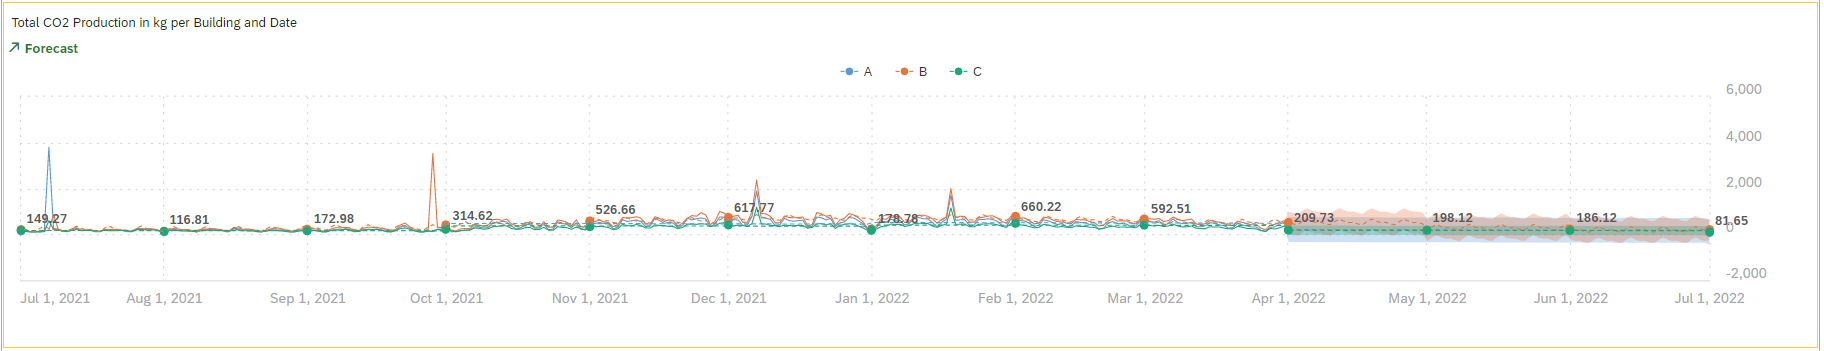 Total CO2 Production in kg per Building and Date
Forecast
A B C
6,000
4,000
2,000
0
-2,000
149.27 116.81 172.98 314.62 526.66 617.77 179.78 660.22 592.51 209.73 198.12 186.12 81.65
Jul 1, 2021 Aug 1, 2021 Sep 1, 2021 Oct 1, 2021 Nov 1, 2021 Dec 1, 2021 Jan 1, 2022 Feb 1, 2022 Mar 1, 2022 Apr 1, 2022 May 1, 2022 Jun 1, 2022 Jul 1, 2022